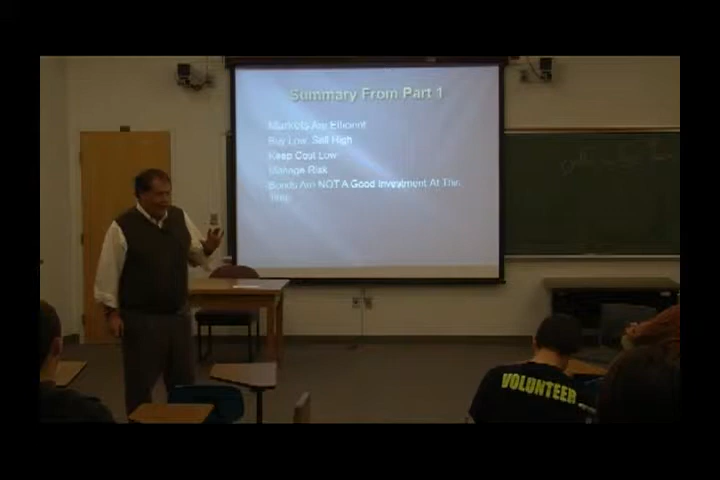 Summary From Part 1
Markets Are Efficient
Buy Low, Sell High
Keep Cost Low
Manage Risk
Bonds Are NOT A Good Investment At This
Time
VOLUNTEER